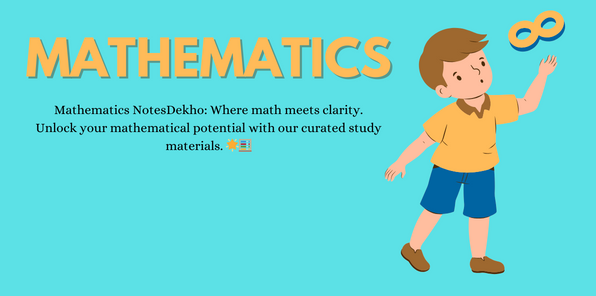 MATHEMATICS
Mathematics NotesDekho: Where math meets clarity.
Unlock your mathematical potential with our curated study
materials. 🌟📚